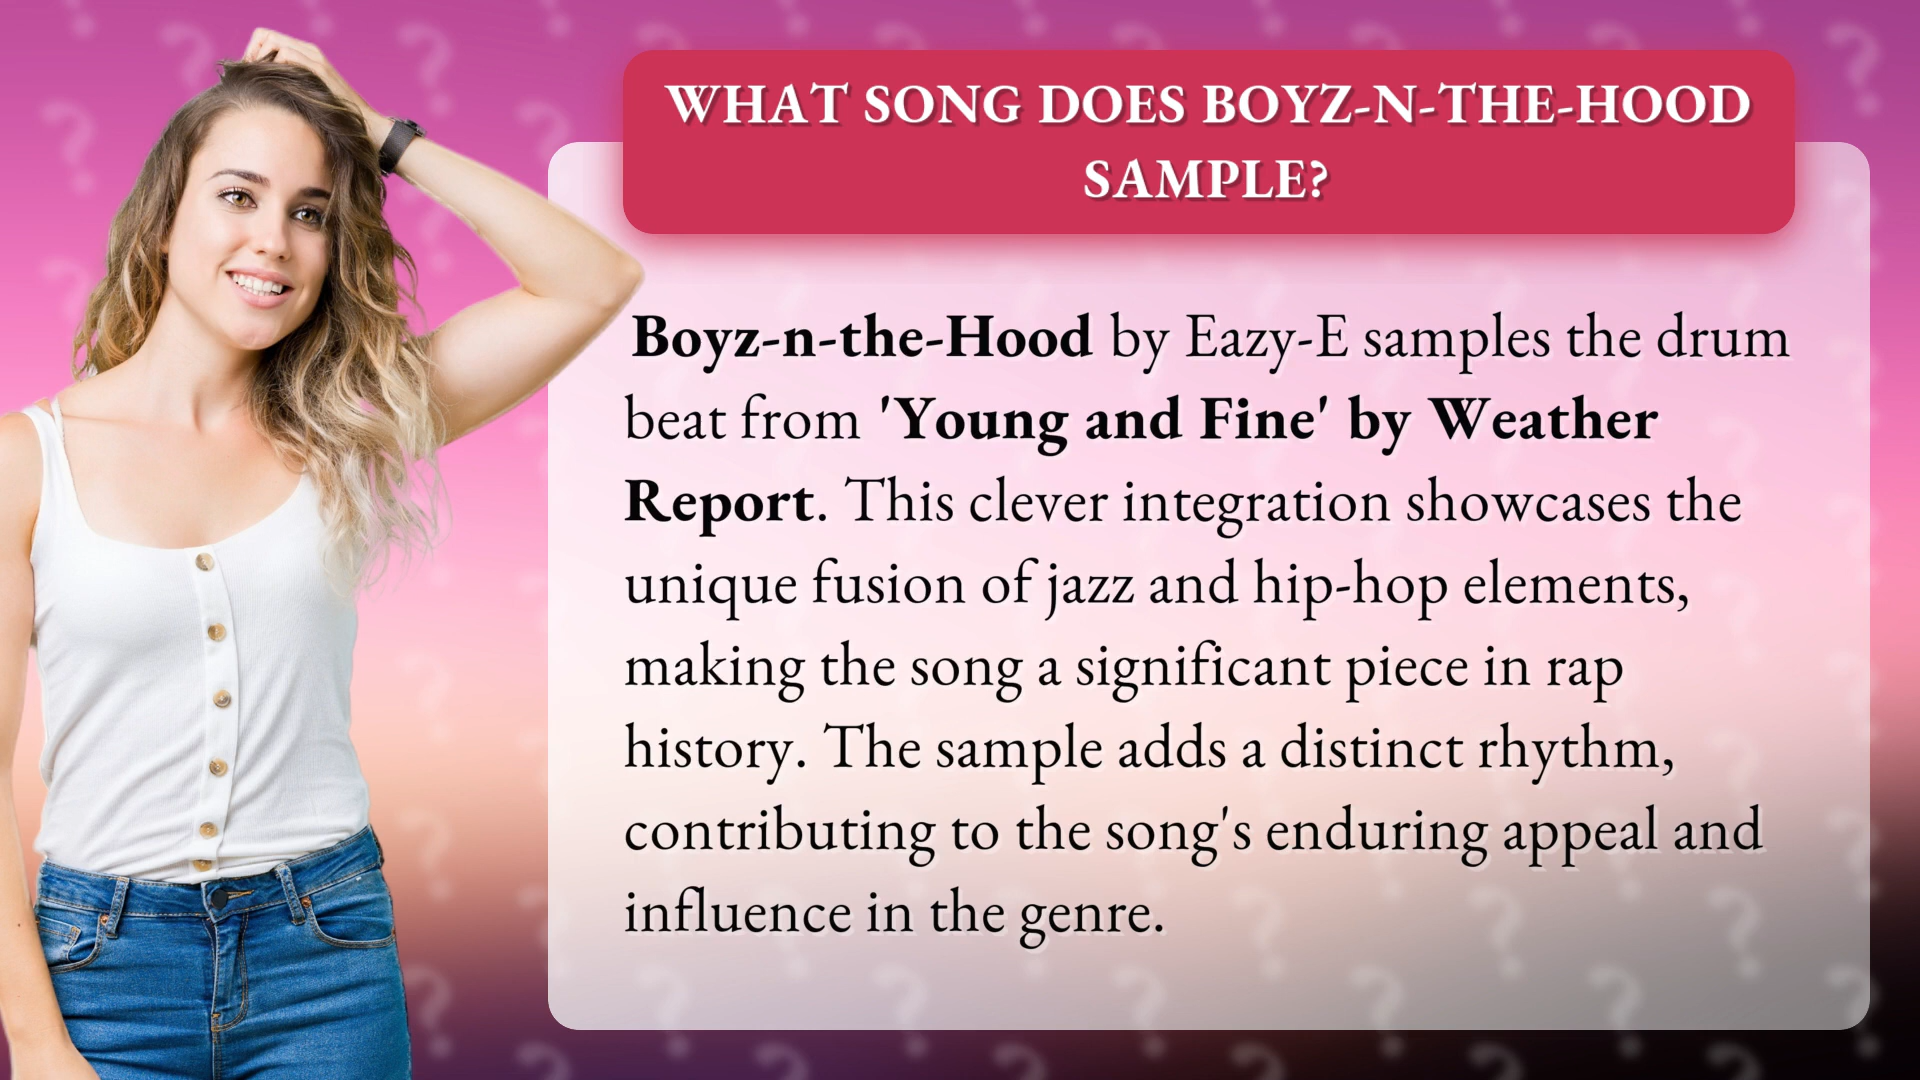 WHAT SONG DOES BOYZ-N-THE-HOOD
SAMPLE?
Boyz-n-the-Hood by Eazy-E samples the drum
beat from 'Young and Fine' by Weather
Report. This clever integration showcases the
unique fusion of jazz and hip-hop elements,
making the song a significant piece in rap
history. The sample adds a distinct rhythm,
contributing to the song's enduring appeal and
influence in the genre.